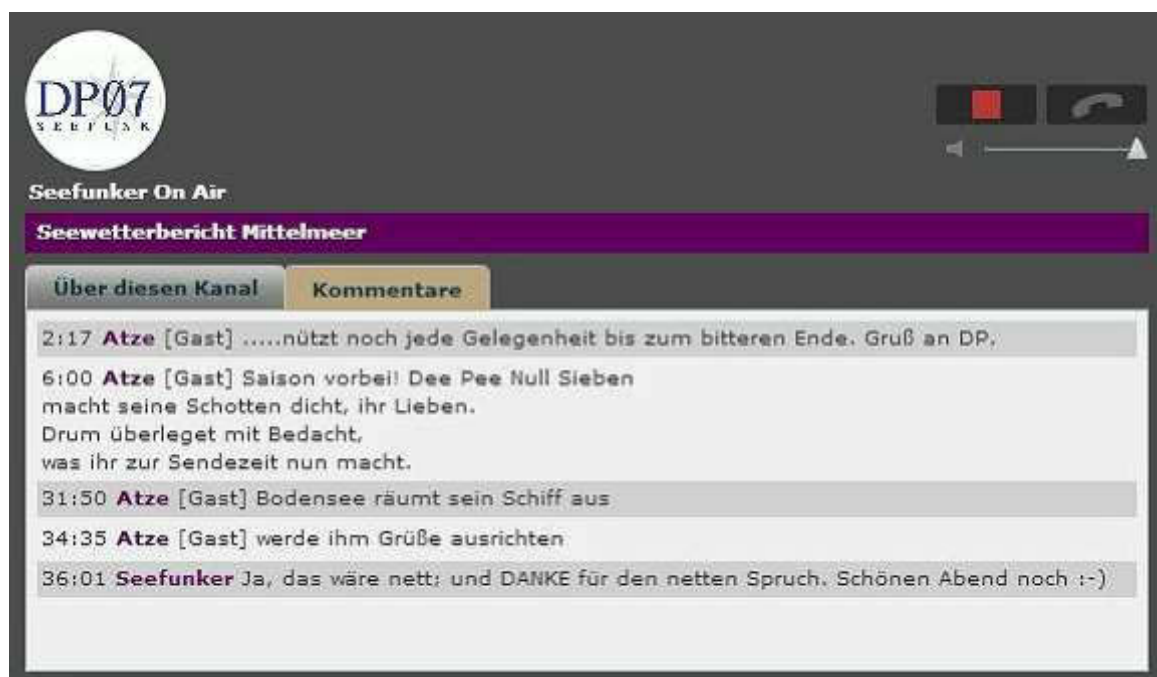 DPØ7
SEEFUNK
Seefunker On Air
Seewetterbericht Mittelmeer
Über diesen Kanal
Kommentare
2:17 Atze [Gast] .....nützt noch jede Gelegenheit bis zum bitteren Ende. Gruß an DP.
6:00 Atze [Gast] Saison vorbei! Dee Pee Null Sieben
macht seine Schotten dicht, ihr Lieben.
Drum überleget mit Bedacht,
was ihr zur Sendezeit nun macht.
31:50 Atze [Gast] Bodensee räumt sein Schiff aus
34:35 Atze [Gast] werde ihm Grüße ausrichten
36:01 Seefunker Ja, das wäre nett; und DANKE für den netten Spruch. Schönen Abend noch :-)